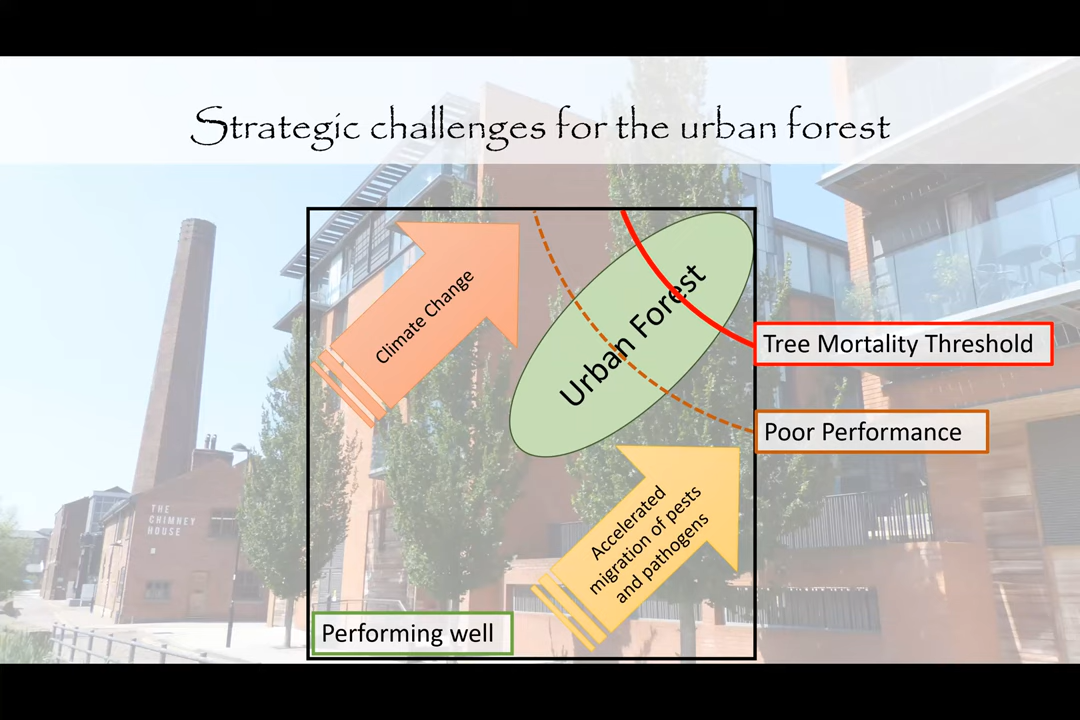 Strategic challenges for the urban forest
Climate Change
Urban Forest
Tree Mortality Threshold
Poor Performance
Accelerated
migration of pests
and pathogens
THE
CHIMNEY
HOUSE
Performing well